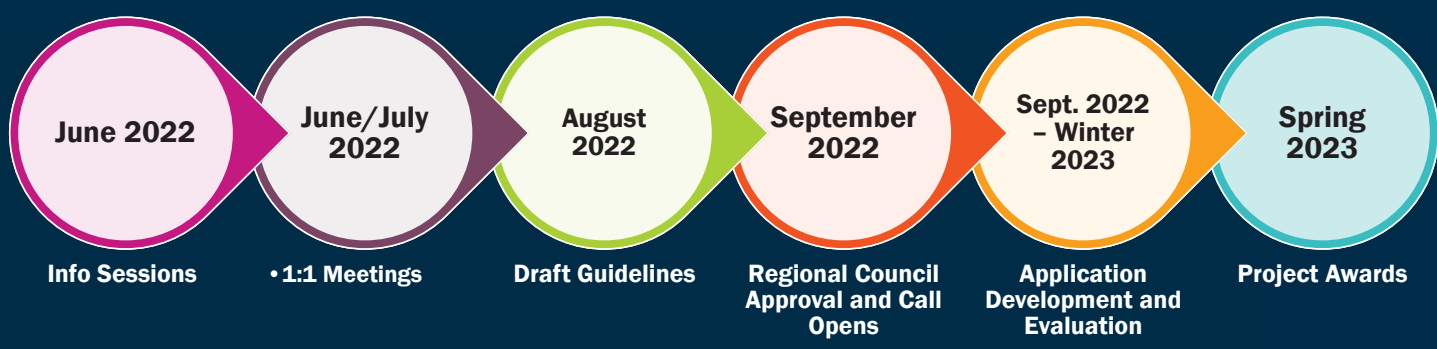 June 2022
June/July
2022
August
2022
September
2022
Sept. 2022
– Winter
2023
Spring
2023
Info Sessions
•1:1 Meetings
Draft Guidelines
Regional Council
Approval and Call
Opens
Application
Development and
Evaluation
Project Awards